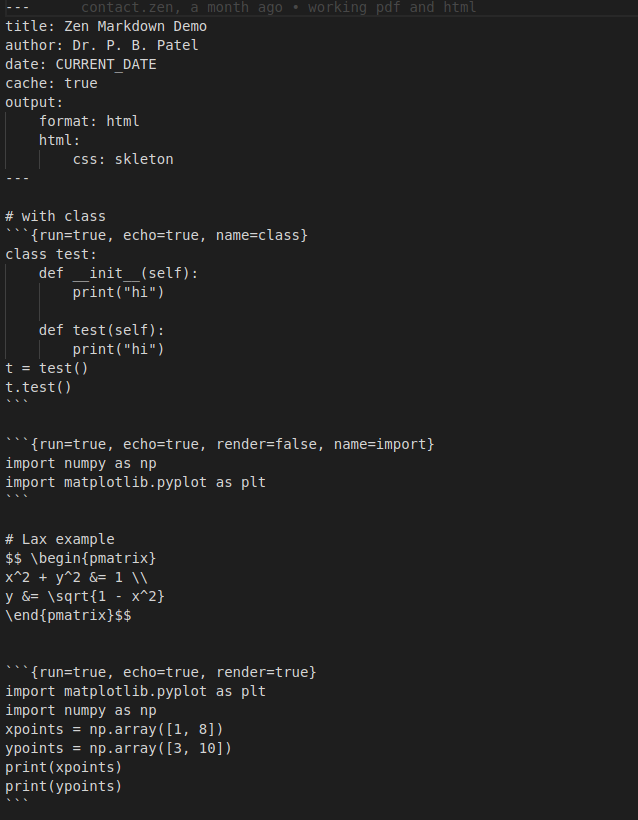 ---      contact.zen, a month ago • working pdf and html
title: Zen Markdown Demo
author: Dr. P. B. Patel
date: CURRENT_DATE
cache: true
output:
    format: html
    html:
        css: skleton
---
# with class
```{run=true, echo=true, name=class}
class test:
    def __init__(self):
        print("hi")
    def test(self):
        print("hi")
t = test()
t.test()
```
```{run=true, echo=true, render=false, name=import}
import numpy as np
import matplotlib.pyplot as plt
```
# Lax example
$$ \begin{pmatrix}
x^2 + y^2 &= 1 \\
y &= \sqrt{1 - x^2}
\end{pmatrix}$$
```{run=true, echo=true, render=true}
import matplotlib.pyplot as plt
import numpy as np
xpoints = np.array([1, 8])
ypoints = np.array([3, 10])
print(xpoints)
print(ypoints)
```